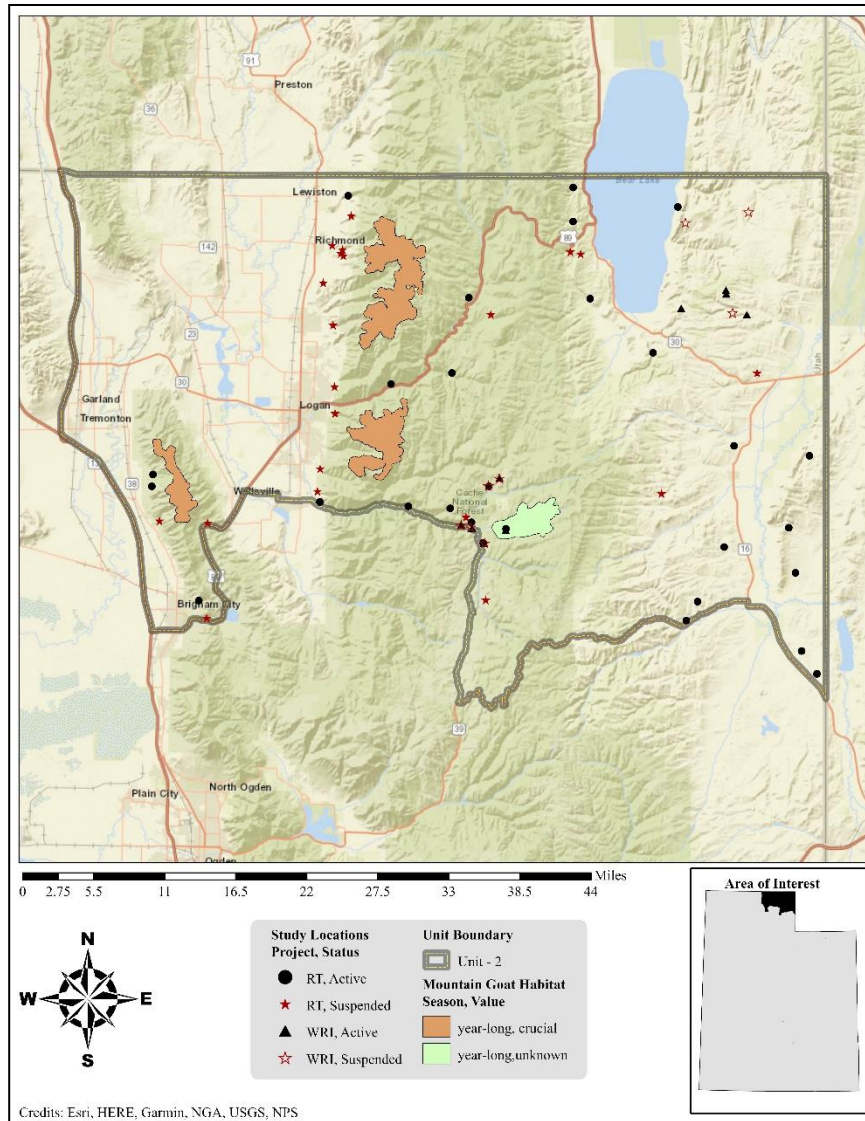 91
Preston
36
Bear Lake
Lewiston
Richmond
89
142
23
30
30
Utah
Garland
Tremonton
Logan
38
Wellsville
Cache
National
Forest
16
Brigham City
39
North Ogden
Plain City
Ogden
Miles
0 2.75 5.5 11 16.5 22 27.5 33 38.5 44
Area of Interest
N
W E
S
Study Locations
Project, Status
RT, Active
RT, Suspended
WRI, Active
WRI, Suspended
Unit Boundary
Unit - 2
Mountain Goat Habitat
Season, Value
year-long, crucial
year-long,unknown
Credits: Esri, HERE, Garmin, NGA, USGS, NPS